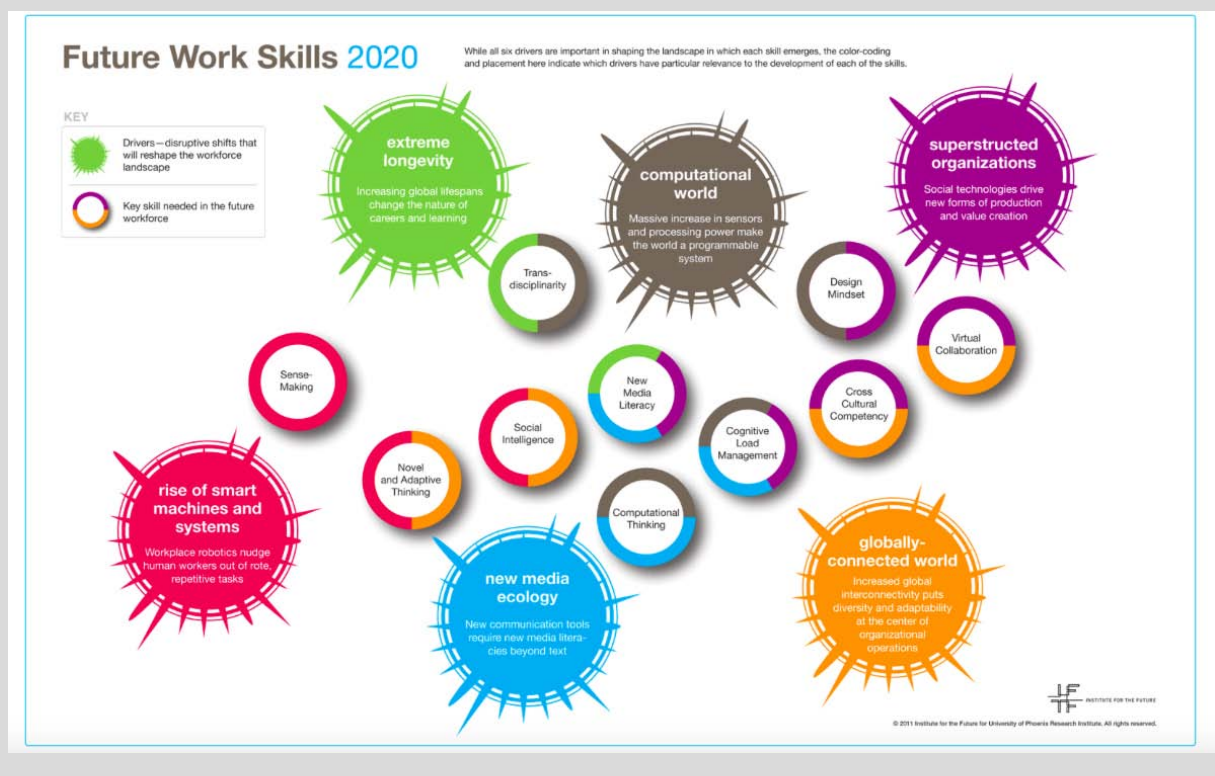 Future Work Skills 2020
While all six drivers are important in shaping the landscape in which each skill emerges, the color-coding
and placement here indicate which drivers have particular relevance to the development of each of the skills.
KEY
Drivers—disruptive shifts that
will reshape the workforce
landscape
Key skill needed in the future
workforce
extreme
longevity
Increasing global lifespans
change the nature of
careers and learning
computational
world
Massive increase in sensors
and processing power make
the world a programmable
system
superstructed
organizations
Social technologies drive
new forms of production
and value creation
Trans-
disciplinarity
Design
Mindset
Virtual
Collaboration
Sense-
Making
New
Media
Literacy
Cross
Cultural
Competency
Social
Intelligence
Cognitive
Load
Management
Novel
and Adaptive
Thinking
Computational
Thinking
rise of smart
machines and
systems
Workplace robotics nudge
human workers out of rote,
repetitive tasks
new media
ecology
New communication tools
require new media litera-
cies beyond text
globally-
connected world
Increased global
interconnectivity puts
diversity and adaptability
at the center of
organizational
operations
IF
TF
INSTITUTE FOR THE FUTURE
© 2011 Institute for the Future for University of Phoenix Research Institute. All rights reserved.